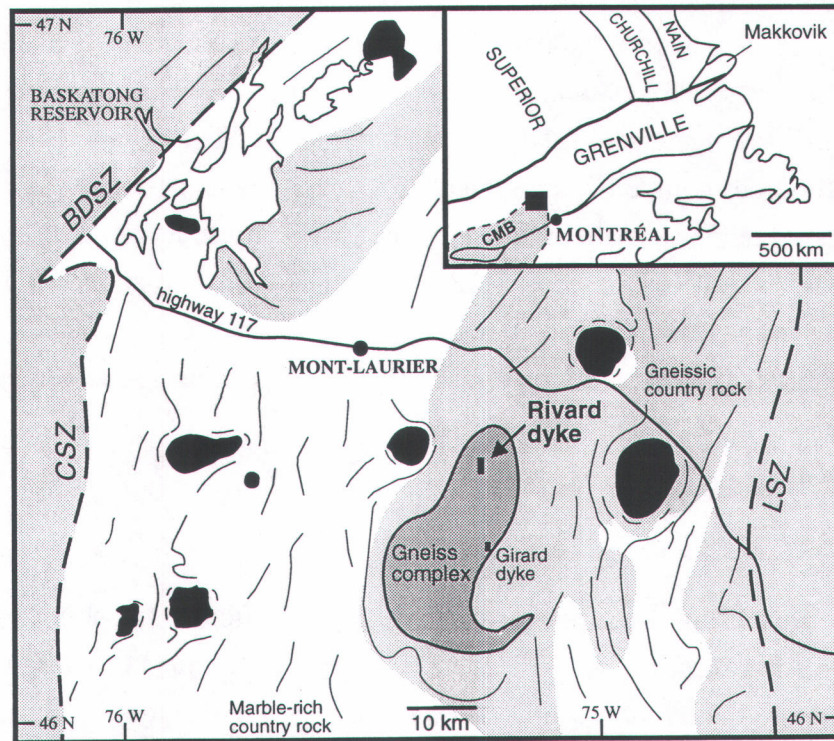 47 N
76 W
BASKATONG
RESERVOIR
BDSZ
highway 117
MONT-LAURIER
CSZ
Rivard
dyke
Gneissic
country rock
LSZ
Gneiss
complex
Girard
dyke
Marble-rich
country rock
10 km
46 N
76 W
75 W
46 N
SUPERIOR
CHURCHILL
NAIN
Makkovik
GRENVILLE
CMB
MONTRÉAL
500 km